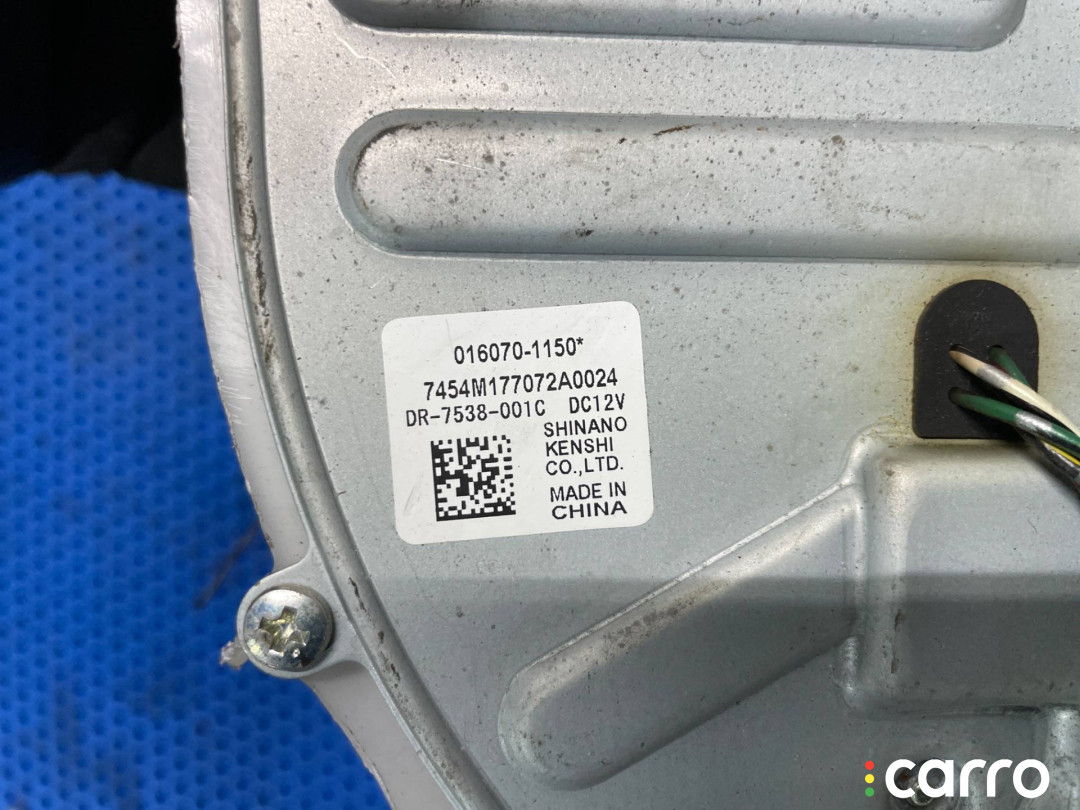 016070-1150*
7454M177072A0024
DR-7538-001C DC12V
SHINANO
KENSHI
CO.,LTD.
MADE IN
CHINA
carro